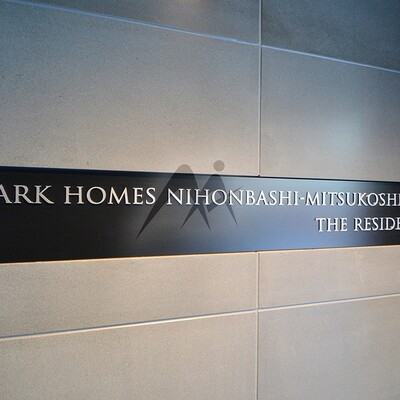 ARK HOMES NIHONBASHI-MITSUKOSHI
THE RESIDE